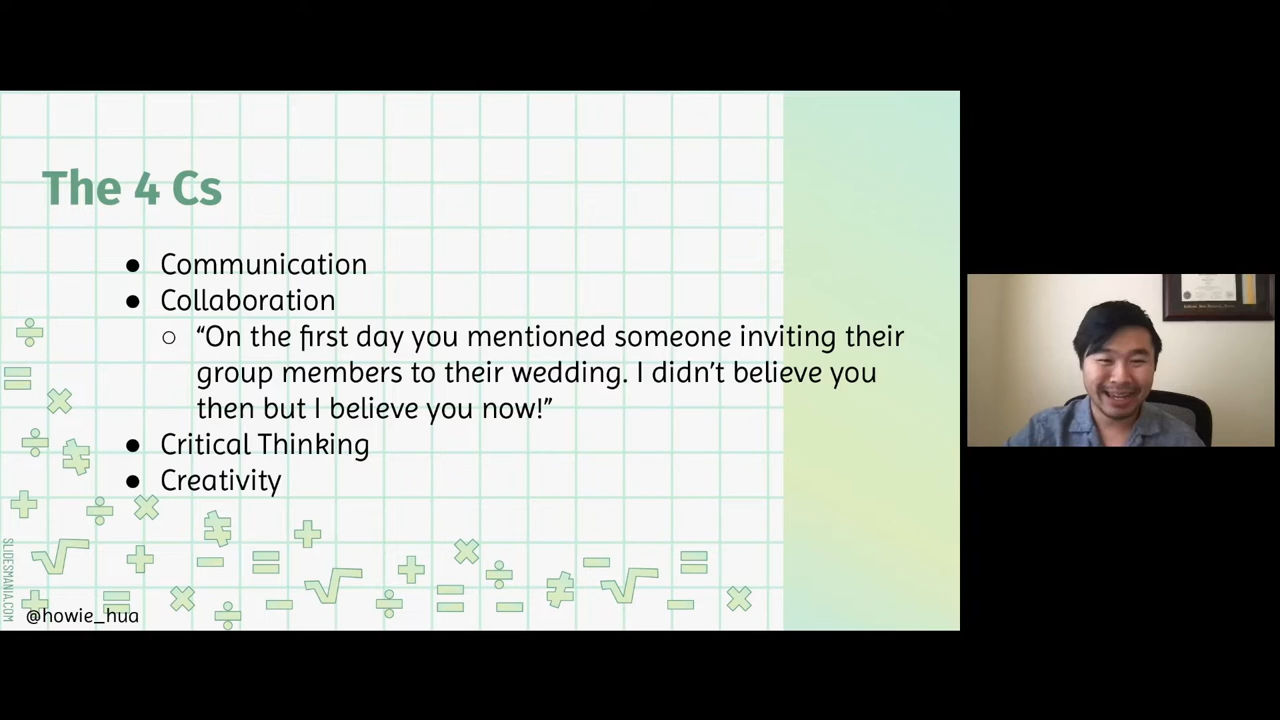 The 4 Cs
● Communication
● Collaboration
○ “On the first day you mentioned someone inviting their
group members to their wedding. I didn’t believe you
then but I believe you now!”
● Critical Thinking
● Creativity
SLIDESMANIA.COM
@howie_hua